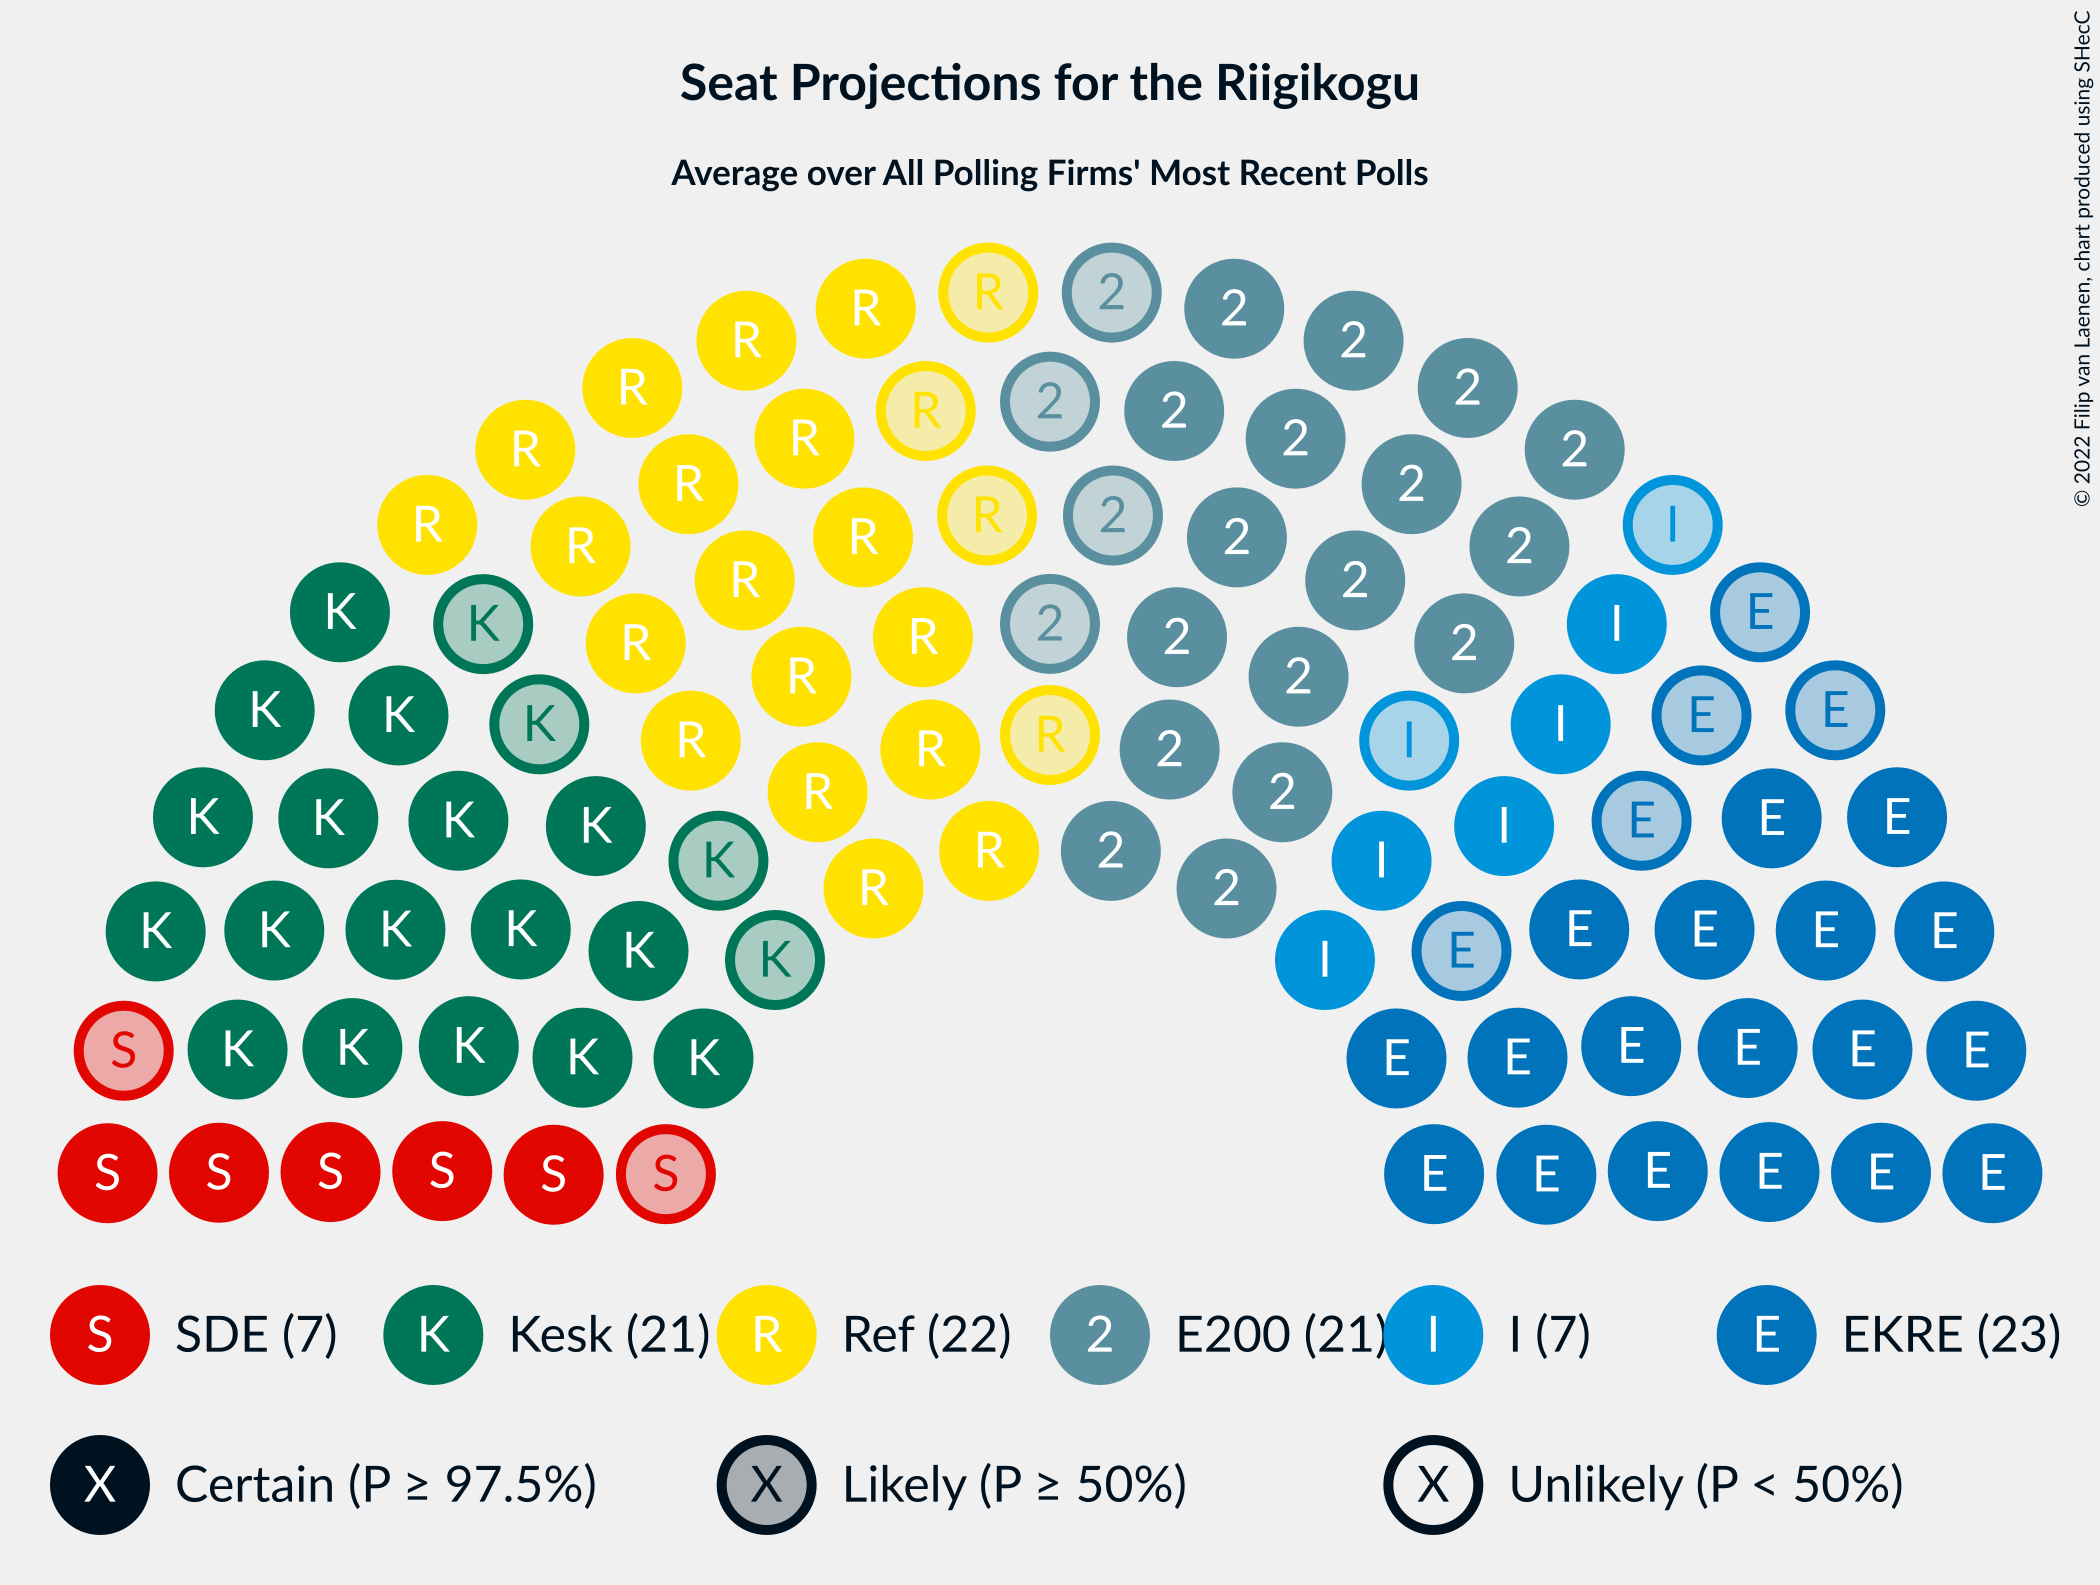 Seat Projections for the Riigikogu
Average over All Polling Firms' Most Recent Polls
© 2022 Filip van Laenen, chart produced using SHecC
R R 2 2
R R 2 2
R R 2 2 2
R R 2 2
R R R 2 2 2
R R 2 I
R R 2 2
K K R R R 2 2 2 I E
K K K R R R 2 2 I I E E
K K K K R 2 I E E E
K K R 2 I
K K K K K K R 2 I E E E E E
S K K K K K E E E E E E
S S S S S S E E E E E E
S SDE (7) K Kesk (21) R Ref (22) 2 E200 (21) I I (7) E EKRE (23)
X Certain (P ≥ 97.5%) X Likely (P ≥ 50%) X Unlikely (P < 50%)